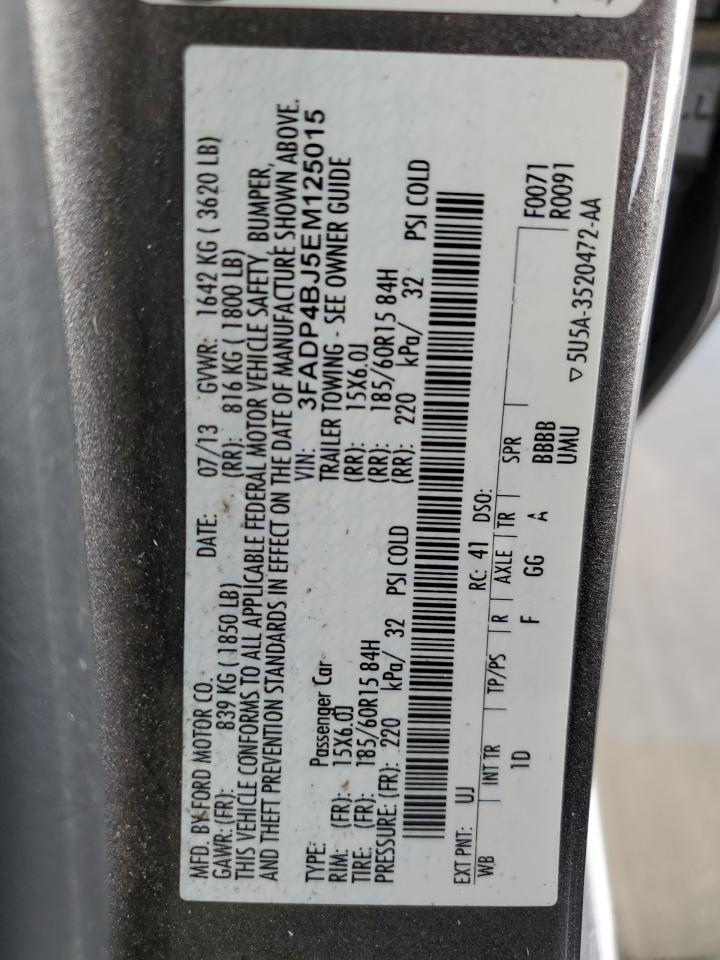 MFD. BY FORD MOTOR CO. DATE: 07/13 GVWR: 1642 KG ( 3620 LB)
GAWR: (FR): 839 KG ( 1850 LB) (RR): 816 KG ( 1800 LB)
THIS VEHICLE CONFORMS TO ALL APPLICABLE FEDERAL MOTOR VEHICLE SAFETY, BUMPER,
AND THEFT PREVENTION STANDARDS IN EFFECT ON THE DATE OF MANUFACTURE SHOWN ABOVE.
VIN: 3FADP4BJ5EM125015
TYPE: Passenger Car TRAILER TOWING - SEE OWNER GUIDE
RIM: (FR): 15X6.0J (RR): 15X6.0J
TIRE: (FR): 185/60R15 84H (RR): 185/60R15 84H
PRESSURE: (FR): 220 kPa/ 32 PSI COLD (RR): 220 kPa/ 32 PSI COLD
EXT PNT: UJ RC: 41 DSO: F0071
WB INT TR TP/PS R AXLE TR SPR R0091
1D F GG A BBBB
UMU
▽ 5U5A-3520472-AA